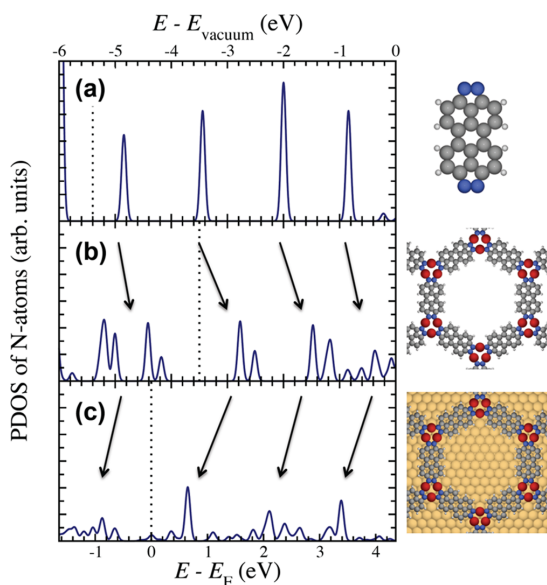 E - E_vacuum (eV)
-6 -5 -4 -3 -2 -1 0
(a)
(b)
(c)
PDOS of N-atoms (arb. units)
-1 0 1 2 3 4
E - E_F (eV)